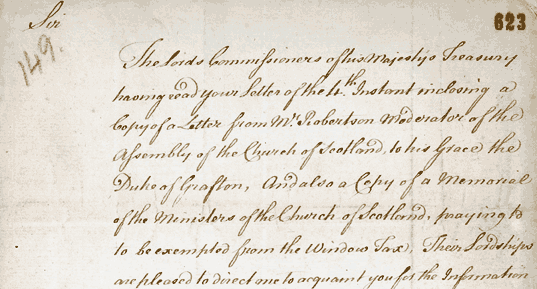 Sir
623
149.
The Lords Commissioners of his Majestys Treasury
having read your Letter of the 4th. Instant inclosing a
Copy of a Letter from Mr. Robertson Moderator of the
Assembly of the Church of Scotland, to his Grace the
Duke of Grafton, And also a Copy of a Memorial
of the Ministers of the Church of Scotland, praying to
to be exempted from the Window Tax, Their Lordships
are pleased to direct me to acquaint you for the Information